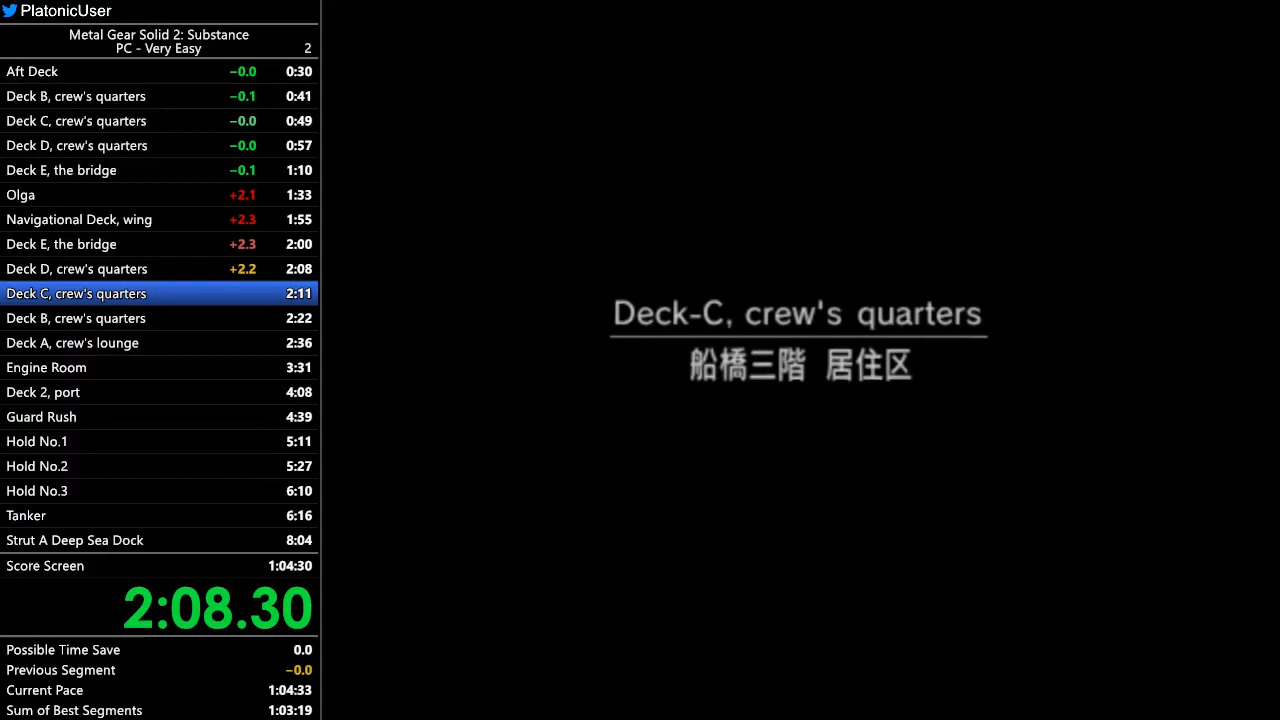 PlatonicUser
Metal Gear Solid 2: Substance
PC - Very Easy 2
Aft Deck −0.0 0:30
Deck B, crew's quarters −0.1 0:41
Deck C, crew's quarters −0.0 0:49
Deck D, crew's quarters −0.0 0:57
Deck E, the bridge −0.1 1:10
Olga +2.1 1:33
Navigational Deck, wing +2.3 1:55
Deck E, the bridge +2.3 2:00
Deck D, crew's quarters +2.2 2:08
Deck C, crew's quarters 2:11
Deck B, crew's quarters 2:22
Deck A, crew's lounge 2:36
Engine Room 3:31
Deck 2, port 4:08
Guard Rush 4:39
Hold No.1 5:11
Hold No.2 5:27
Hold No.3 6:10
Tanker 6:16
Strut A Deep Sea Dock 8:04
Score Screen 1:04:30
2:08.30
Possible Time Save 0.0
Previous Segment −0.0
Current Pace 1:04:33
Sum of Best Segments 1:03:19
Deck-C, crew's quarters
船橋三階 居住区